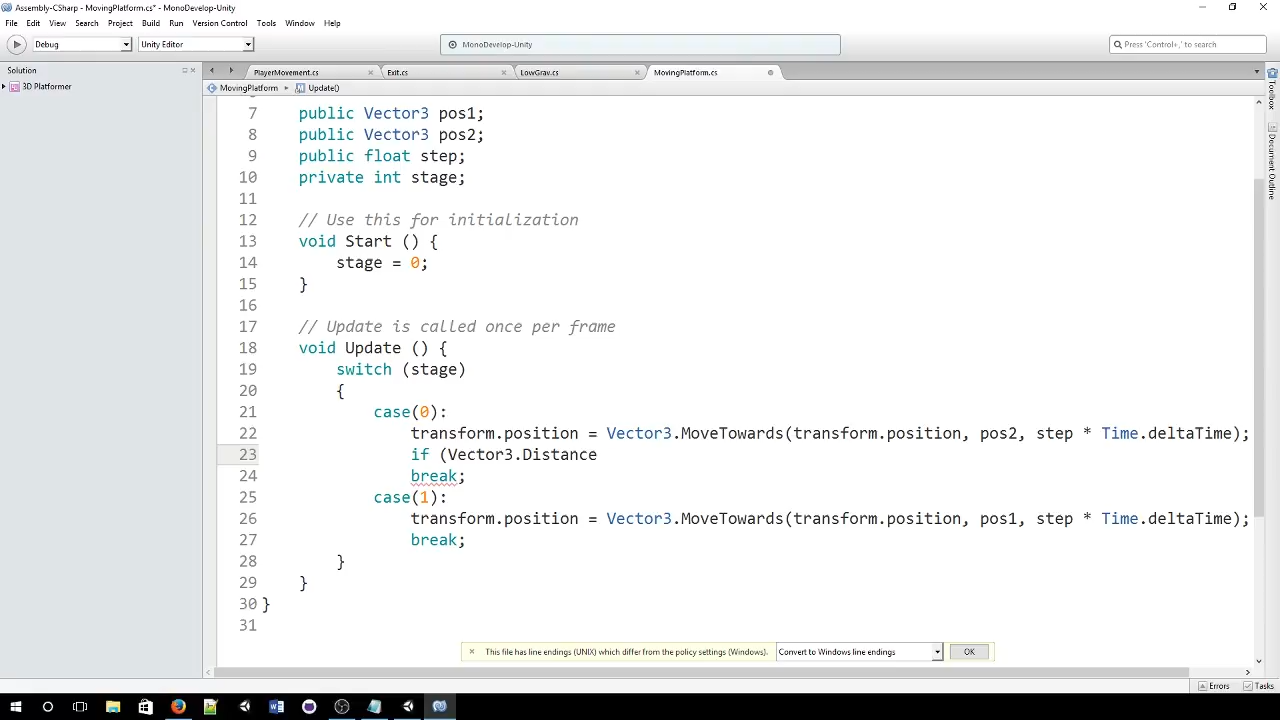 Assembly-CSharp - MovingPlatform.cs* - MonoDevelop-Unity
File Edit View Search Project Build Run Version Control Tools Window Help
Debug Unity Editor MonoDevelop-Unity Press 'Control+,' to search
Solution PlayerMovement.cs Exit.cs LowGrav.cs MovingPlatform.cs
3D Platformer MovingPlatform Update()
7 public Vector3 pos1;
8 public Vector3 pos2;
9 public float step;
10 private int stage;
11
12 // Use this for initialization
13 void Start () {
14 stage = 0;
15 }
16
17 // Update is called once per frame
18 void Update () {
19 switch (stage)
20 {
21 case(0):
22 transform.position = Vector3.MoveTowards(transform.position, pos2, step * Time.deltaTime);
23 if (Vector3.Distance
24 break;
25 case(1):
26 transform.position = Vector3.MoveTowards(transform.position, pos1, step * Time.deltaTime);
27 break;
28 }
29 }
30 }
31
This file has line endings (UNIX) which differ from the policy settings (Windows). Convert to Windows line endings OK
Errors Tasks
Toolbox
Document Outline